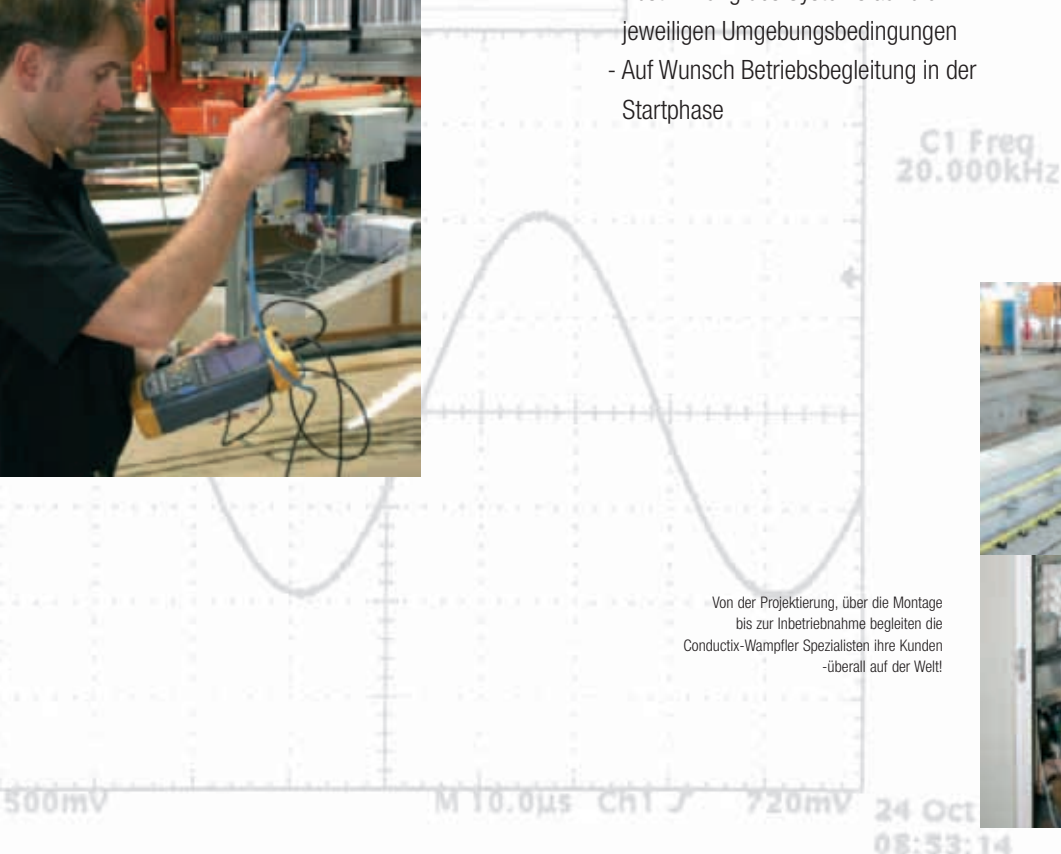 jeweiligen Umgebungsbedingungen
- Auf Wunsch Betriebsbegleitung in der
Startphase
C1 Freq
20.000kHz
Von der Projektierung, über die Montage
bis zur Inbetriebnahme begleiten die
Conductix-Wampfler Spezialisten ihre Kunden
-überall auf der Welt!
500mV M 10.0µs Ch1 720mV
24 Oct
08:53:14